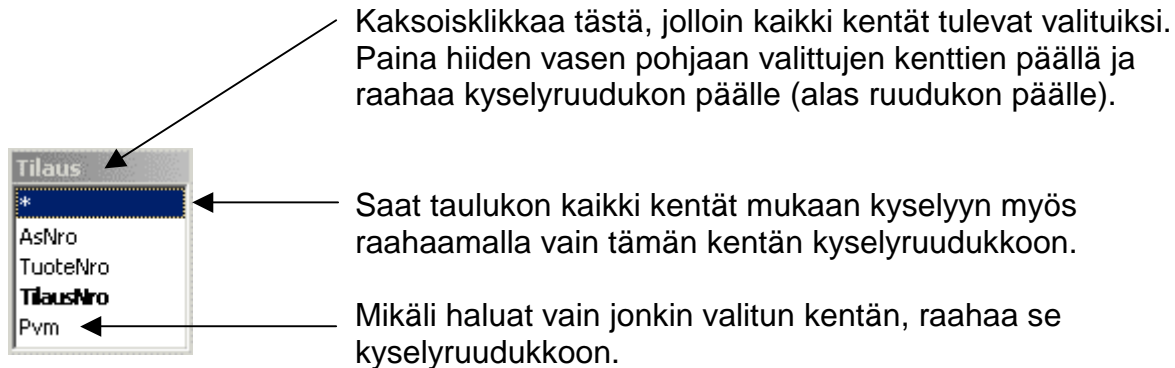 Kaksoisklikkaa tästä, jolloin kaikki kentät tulevat valituiksi.
Paina hiiden vasen pohjaan valittujen kenttien päällä ja
raahaa kyselyruudukon päälle (alas ruudukon päälle).
Tilaus
*
AsNro
TuoteNro
TilausNro
Pvm
Saat taulukon kaikki kentät mukaan kyselyyn myös
raahaamalla vain tämän kentän kyselyruudukkoon.
Mikäli haluat vain jonkin valitun kentän, raahaa se
kyselyruudukkoon.